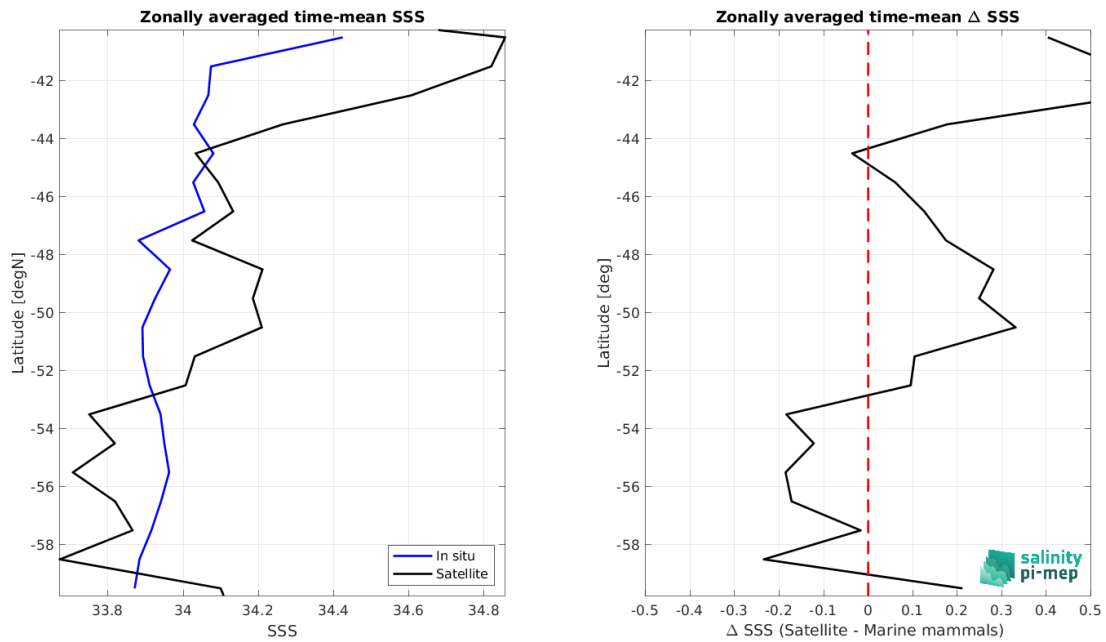 Zonally averaged time-mean SSS
Latitude [degN]
-42
-44
-46
-48
-50
-52
-54
-56
-58
33.8 34 34.2 34.4 34.6 34.8
SSS
In situ
Satellite
Zonally averaged time-mean Δ SSS
Latitude [deg]
-42
-44
-46
-48
-50
-52
-54
-56
-58
-0.5 -0.4 -0.3 -0.2 -0.1 0 0.1 0.2 0.3 0.4 0.5
Δ SSS (Satellite - Marine mammals)
salinity
pi-mep